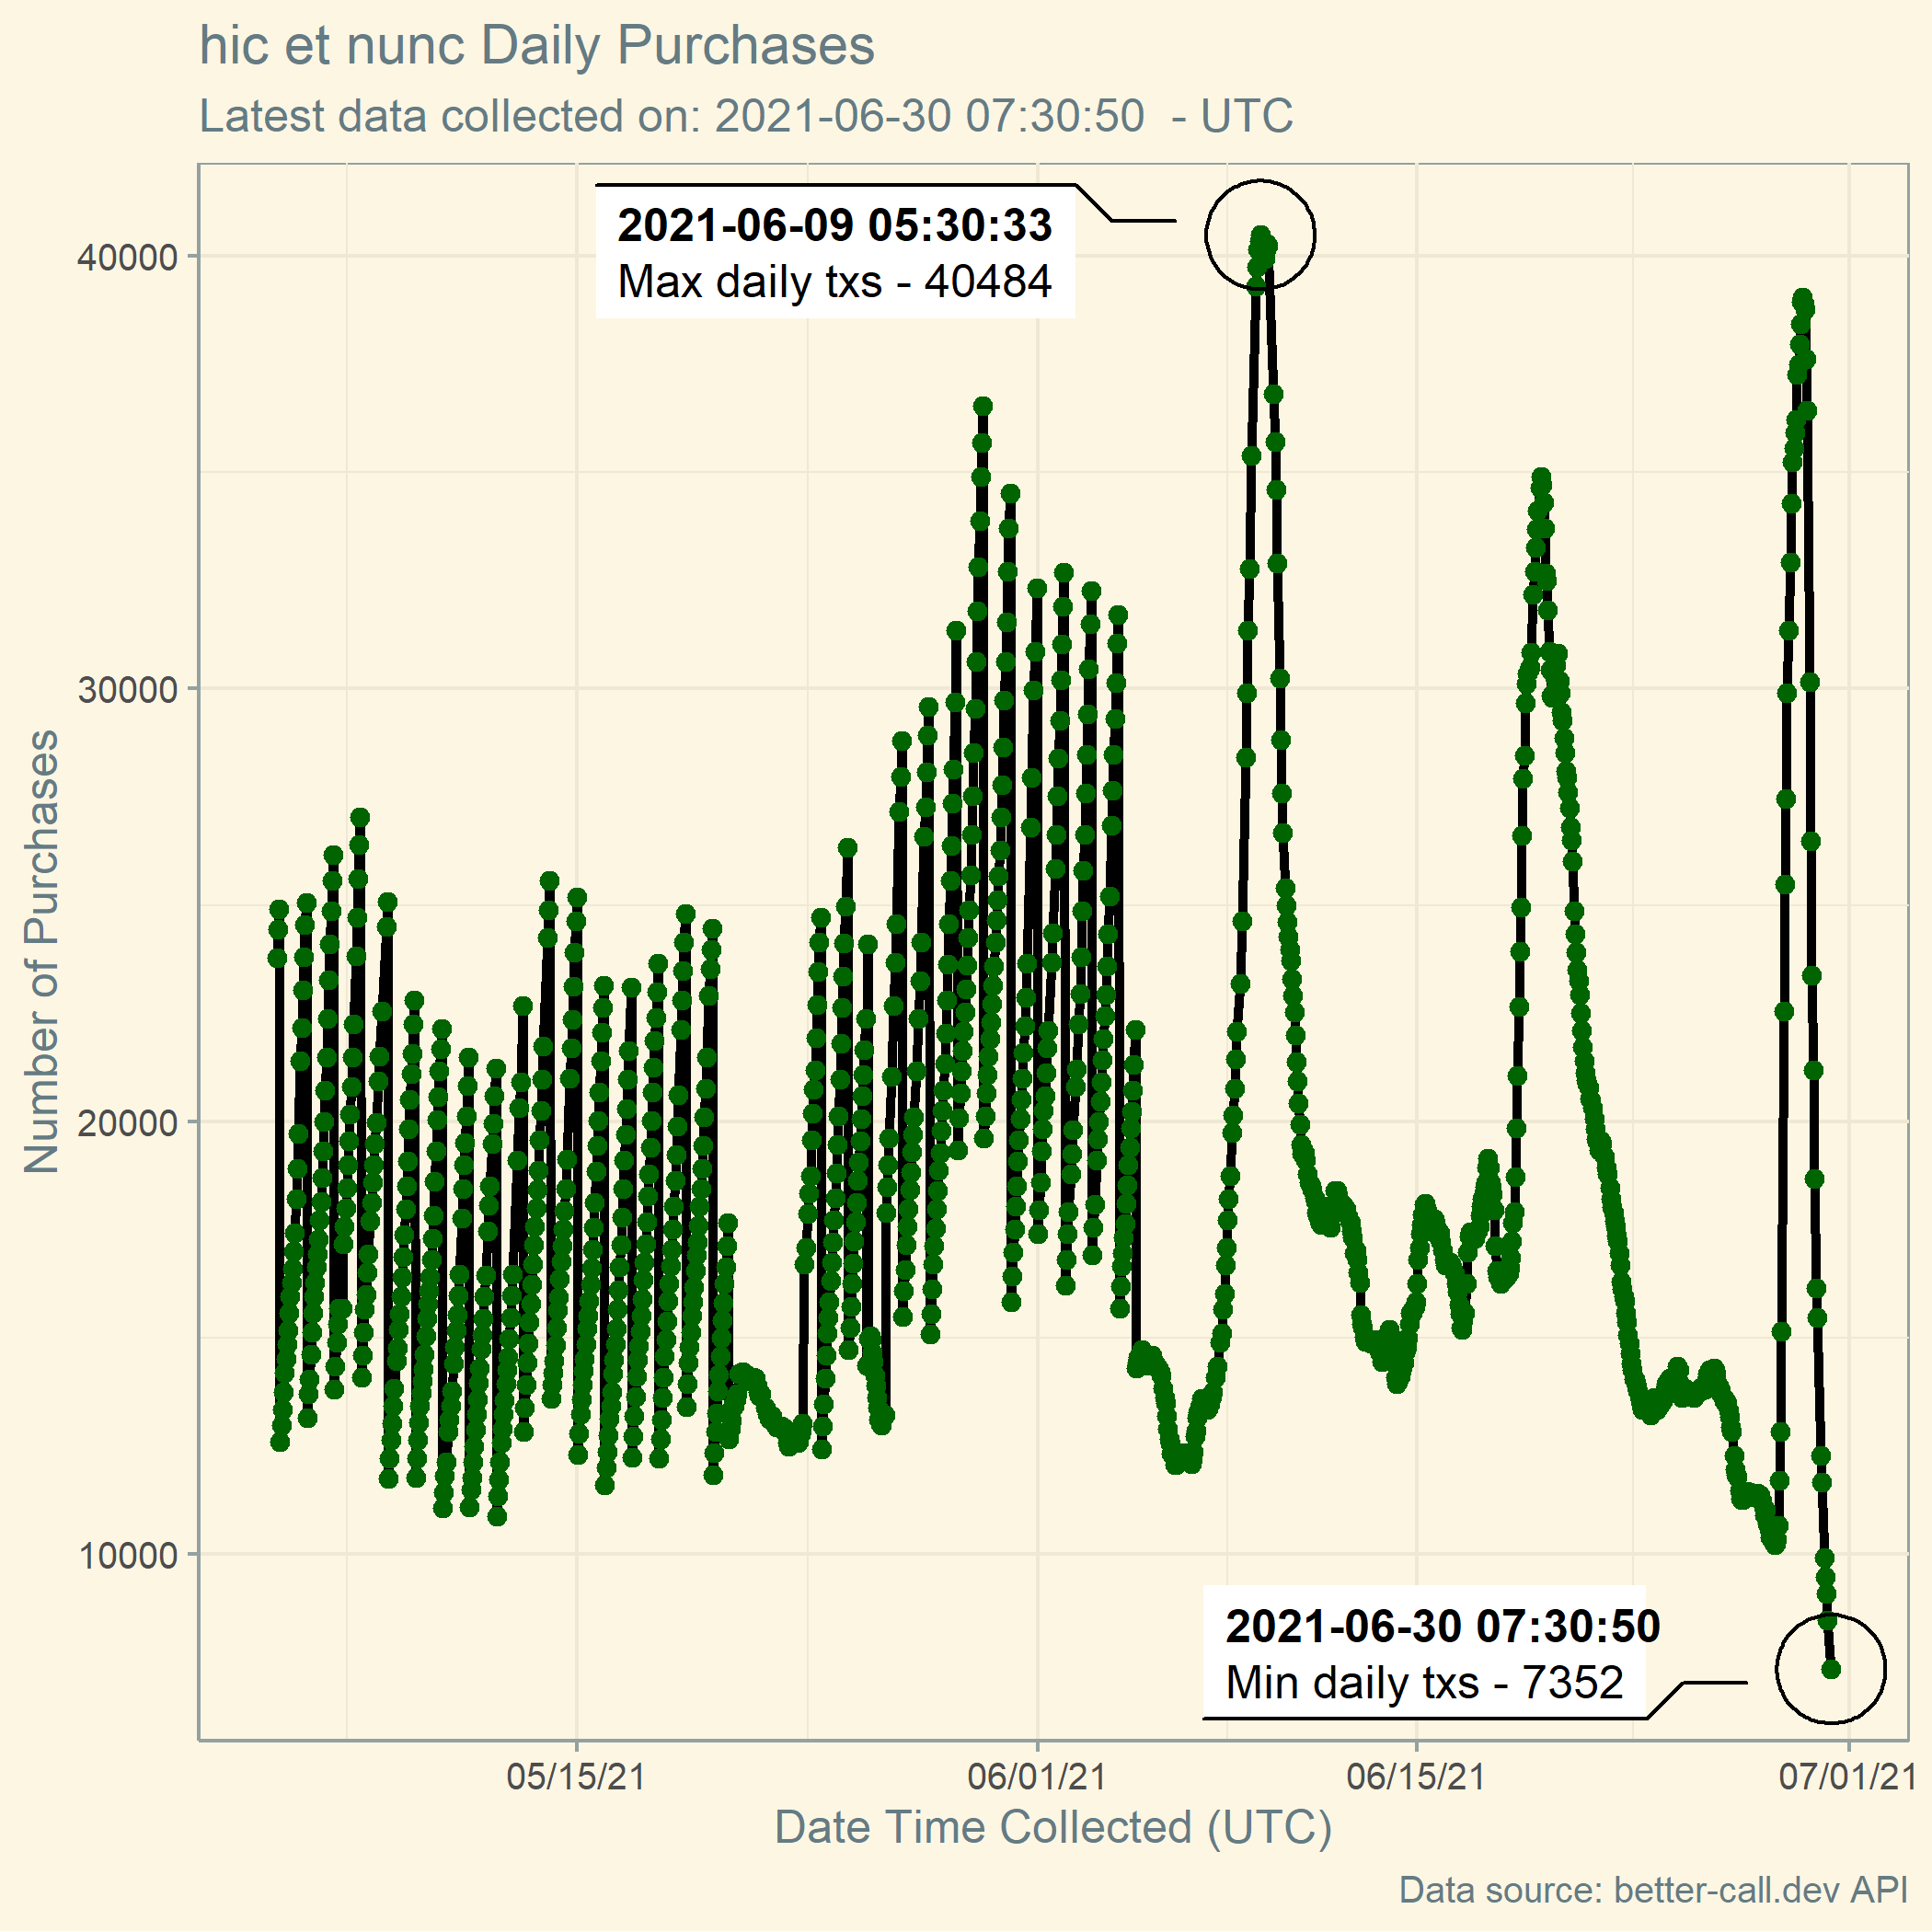 hic et nunc Daily Purchases
Latest data collected on: 2021-06-30 07:30:50  - UTC
2021-06-09 05:30:33
Max daily txs - 40484
40000
30000
20000
10000
Number of Purchases
2021-06-30 07:30:50
Min daily txs - 7352
05/15/21
06/01/21
06/15/21
07/01/21
Date Time Collected (UTC)
Data source: better-call.dev API